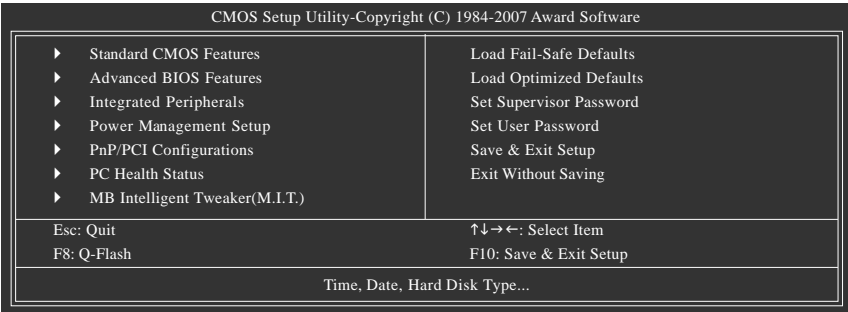 CMOS Setup Utility-Copyright (C) 1984-2007 Award Software
Standard CMOS Features
Advanced BIOS Features
Integrated Peripherals
Power Management Setup
PnP/PCI Configurations
PC Health Status
MB Intelligent Tweaker(M.I.T.)
Load Fail-Safe Defaults
Load Optimized Defaults
Set Supervisor Password
Set User Password
Save & Exit Setup
Exit Without Saving
Esc: Quit
F8: Q-Flash
↑↓→←: Select Item
F10: Save & Exit Setup
Time, Date, Hard Disk Type...